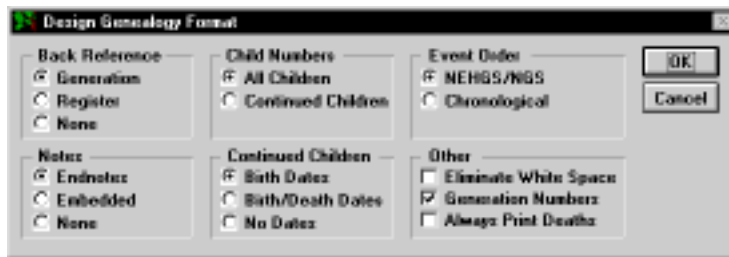 Design Genealogy Format
Back Reference
Generation
Register
None
Child Numbers
All Children
Continued Children
Event Order
NEHGS/NGS
Chronological
OK
Cancel
Notes
Endnotes
Embedded
None
Continued Children
Birth Dates
Birth/Death Dates
No Dates
Other
Eliminate White Space
Generation Numbers
Always Print Deaths